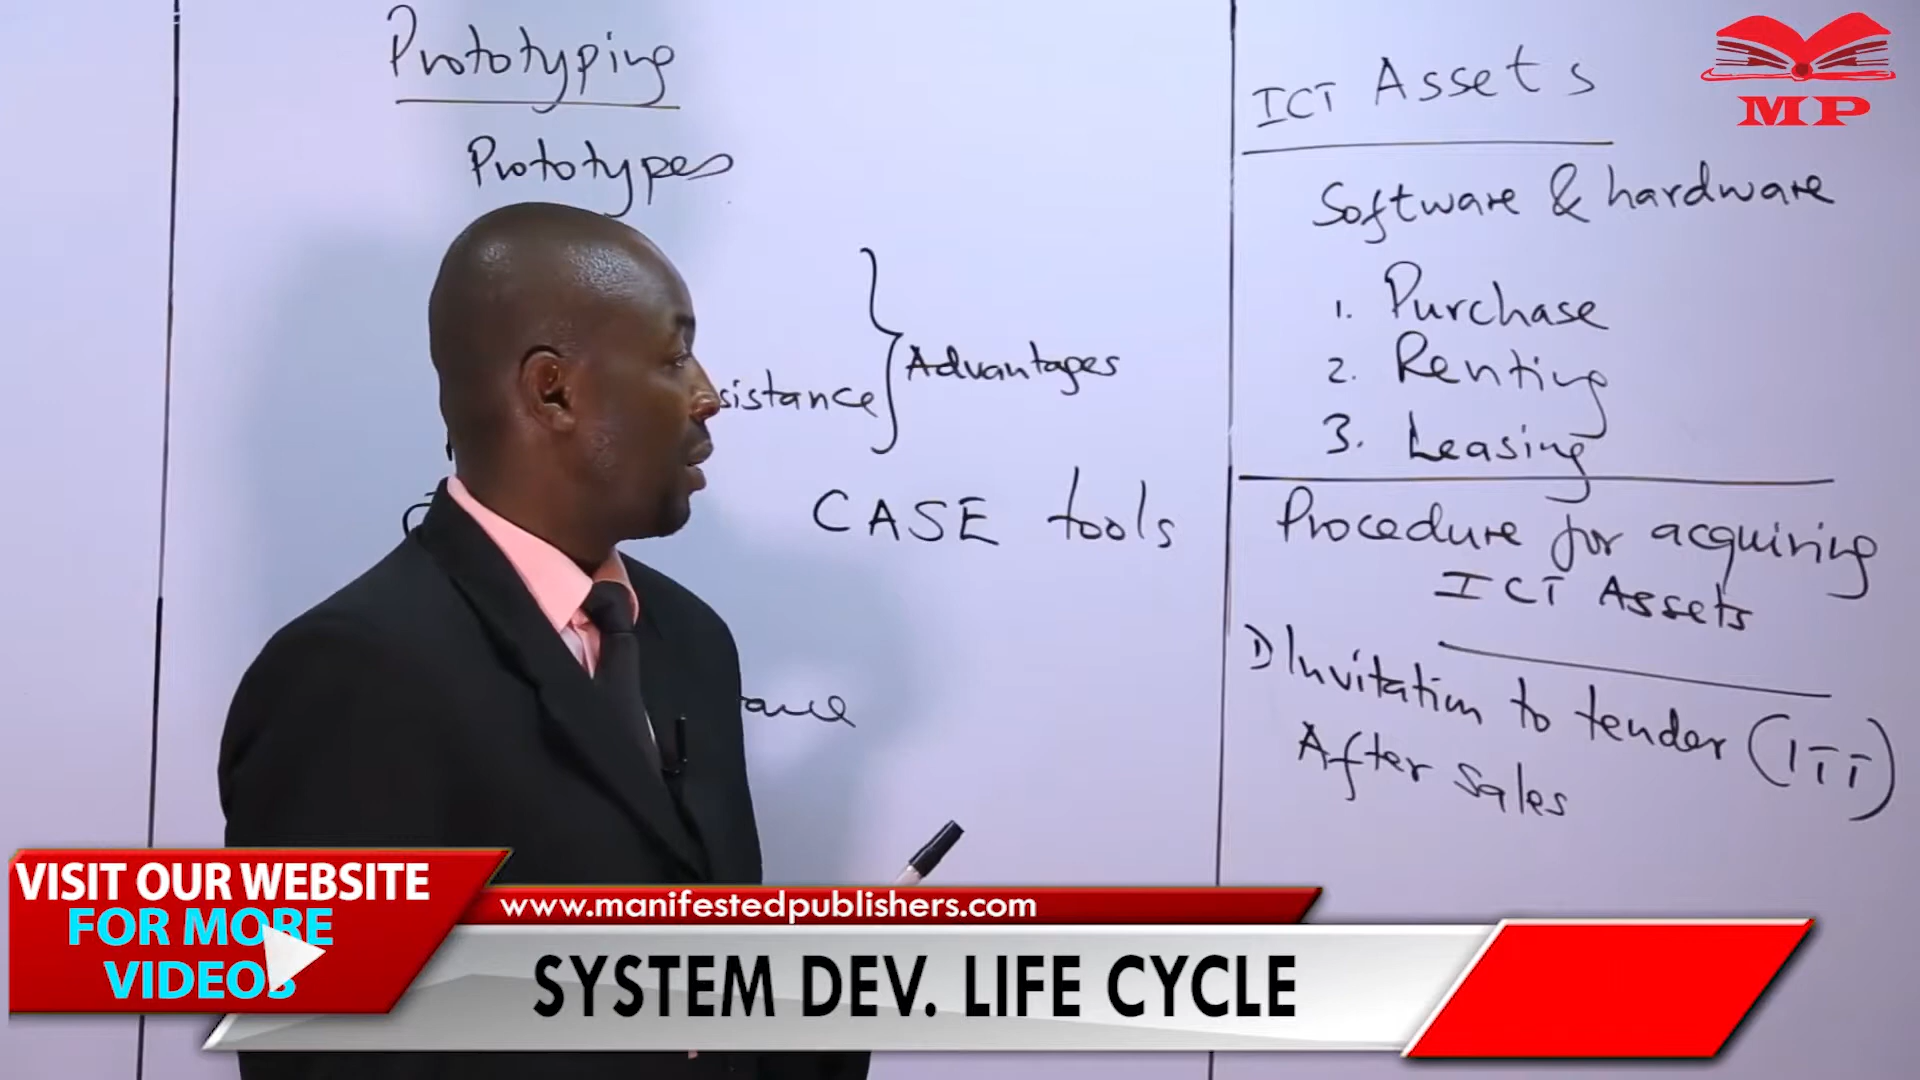 Prototyping
Prototypes
Advantages
CASE tools
ICT Assets
Software & hardware
1. Purchase
2. Renting
3. Leasing
Procedure for acquiring
ICT Assets
1) Invitation to tender (ITT)
After sales
MP
VISIT OUR WEBSITE
FOR MORE
VIDEOS
www.manifestedpublishers.com
SYSTEM DEV. LIFE CYCLE